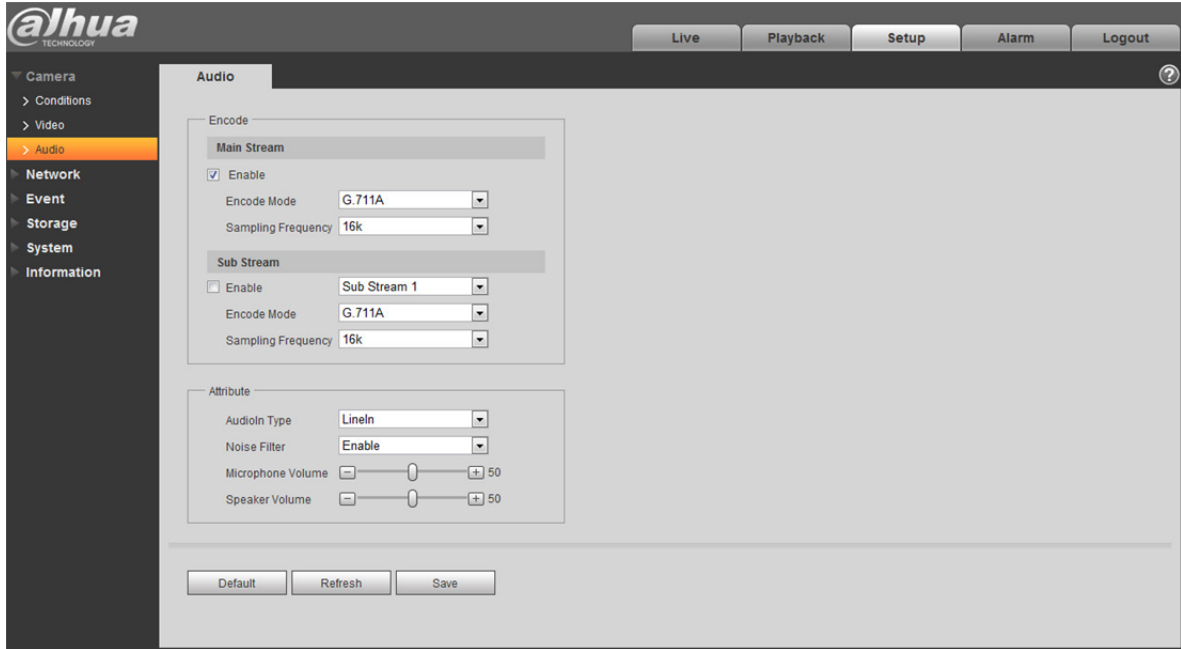 alhua
TECHNOLOGY
Live Playback Setup Alarm Logout
Camera
Conditions
Video
Audio
Network
Event
Storage
System
Information
Audio
?
Encode
Main Stream
Enable
Encode Mode G.711A
Sampling Frequency 16k
Sub Stream
Enable Sub Stream 1
Encode Mode G.711A
Sampling Frequency 16k
Attribute
AudioIn Type LineIn
Noise Filter Enable
Microphone Volume 50
Speaker Volume 50
Default Refresh Save